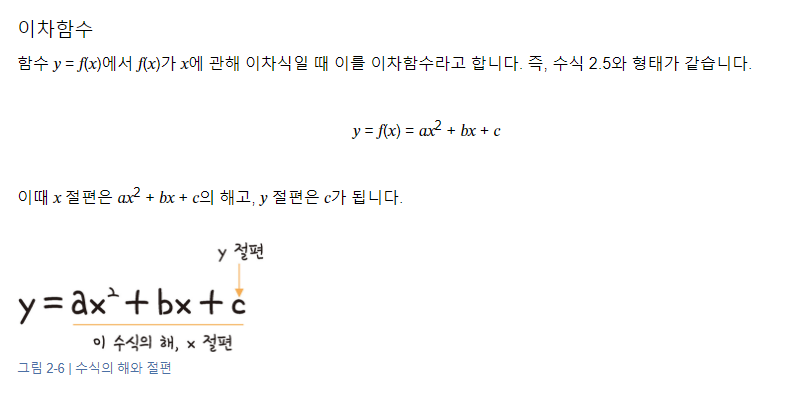 이차함수
함수 y = f(x)에서 f(x)가 x에 관해 이차식일 때 이를 이차함수라고 합니다. 즉, 수식 2.5와 형태가 같습니다.
y = f(x) = ax² + bx + c
이때 x 절편은 ax² + bx + c의 해고, y 절편은 c가 됩니다.
y 절편
y = ax² + bx + c
이 수식의 해, x 절편
그림 2-6 | 수식의 해와 절편